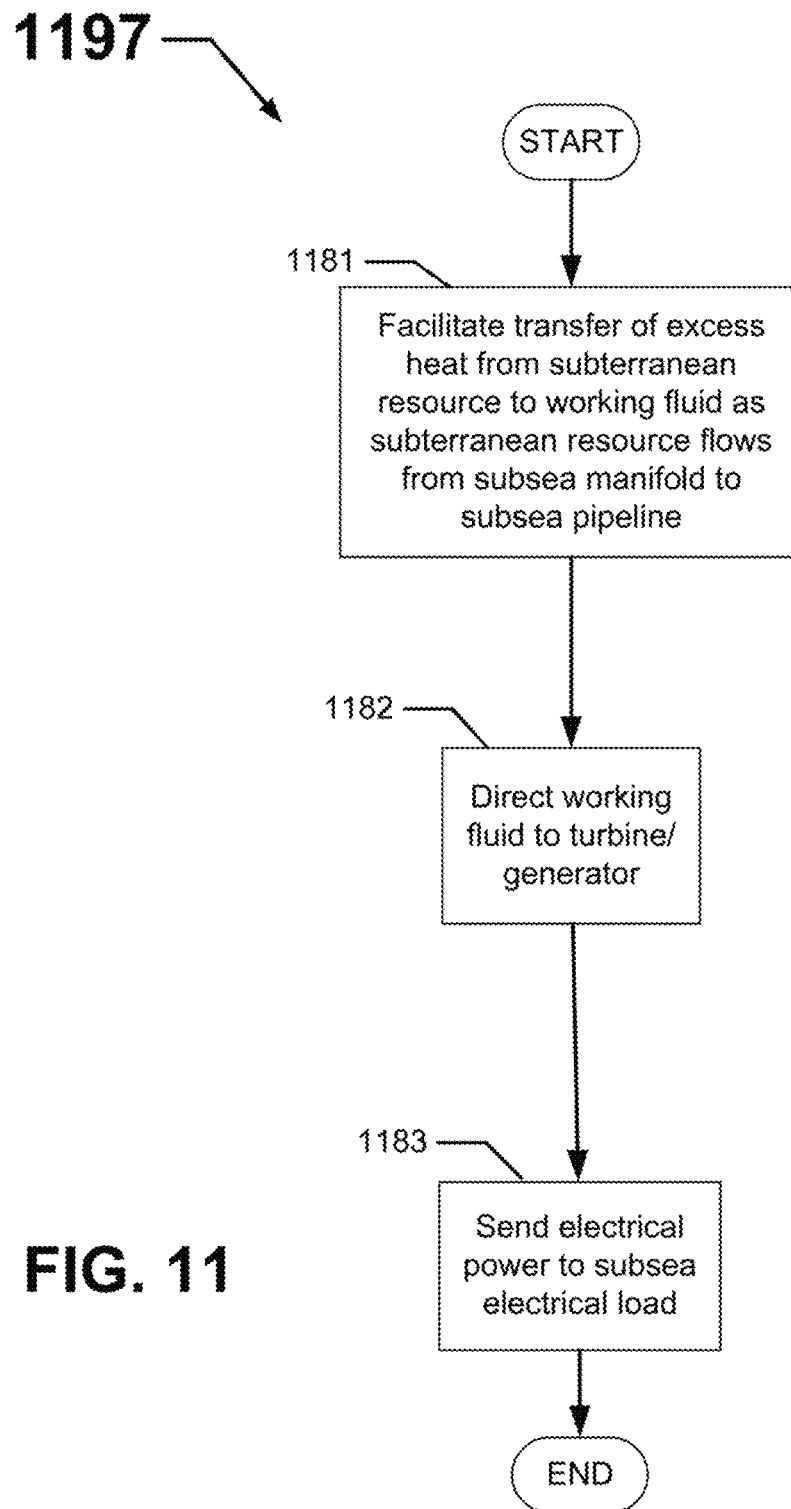 1197
START
1181
Facilitate transfer of excess
heat from subterranean
resource to working fluid as
subterranean resource flows
from subsea manifold to
subsea pipeline
1182
Direct working
fluid to turbine/
generator
1183
Send electrical
power to subsea
electrical load
FIG. 11
END